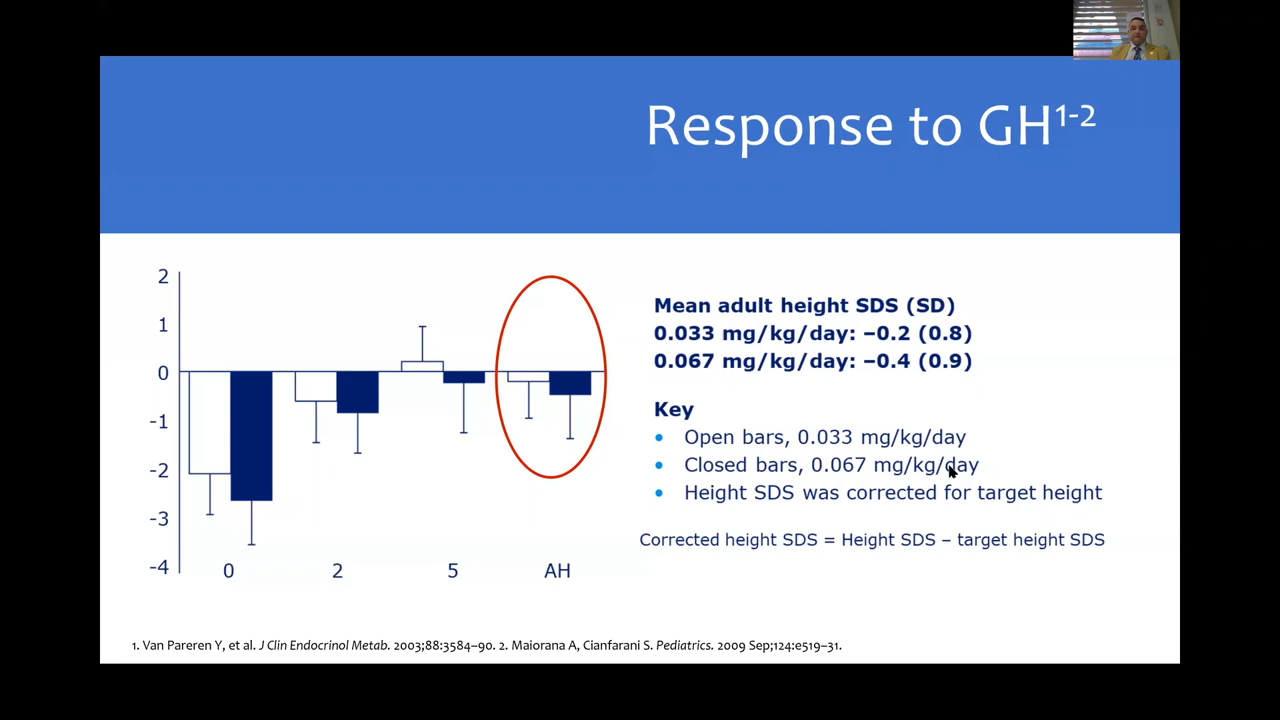 Response to GH1-2
2
1
0
-1
-2
-3
-4
0 2 5 AH
Mean adult height SDS (SD)
0.033 mg/kg/day: −0.2 (0.8)
0.067 mg/kg/day: −0.4 (0.9)
Key
• Open bars, 0.033 mg/kg/day
• Closed bars, 0.067 mg/kg/day
• Height SDS was corrected for target height
Corrected height SDS = Height SDS – target height SDS
1. Van Pareren Y, et al. J Clin Endocrinol Metab. 2003;88:3584–90. 2. Maiorana A, Cianfarani S. Pediatrics. 2009 Sep;124:e519–31.